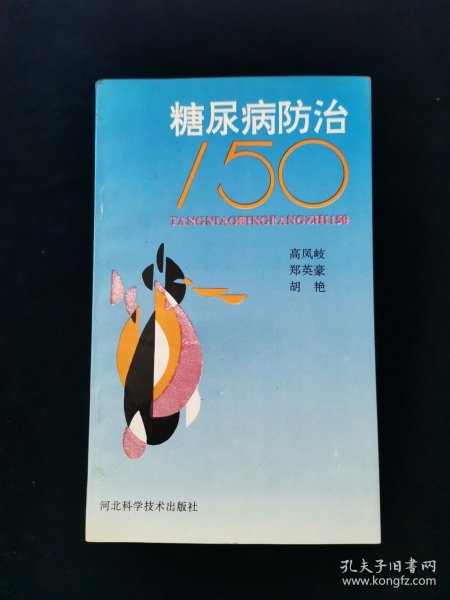 糖尿病防治
150
TANGNIAOBINGFANGZHI150
高凤岐
郑英豪
胡艳
河北科学技术出版社
孔夫子旧书网
www.kongfz.com